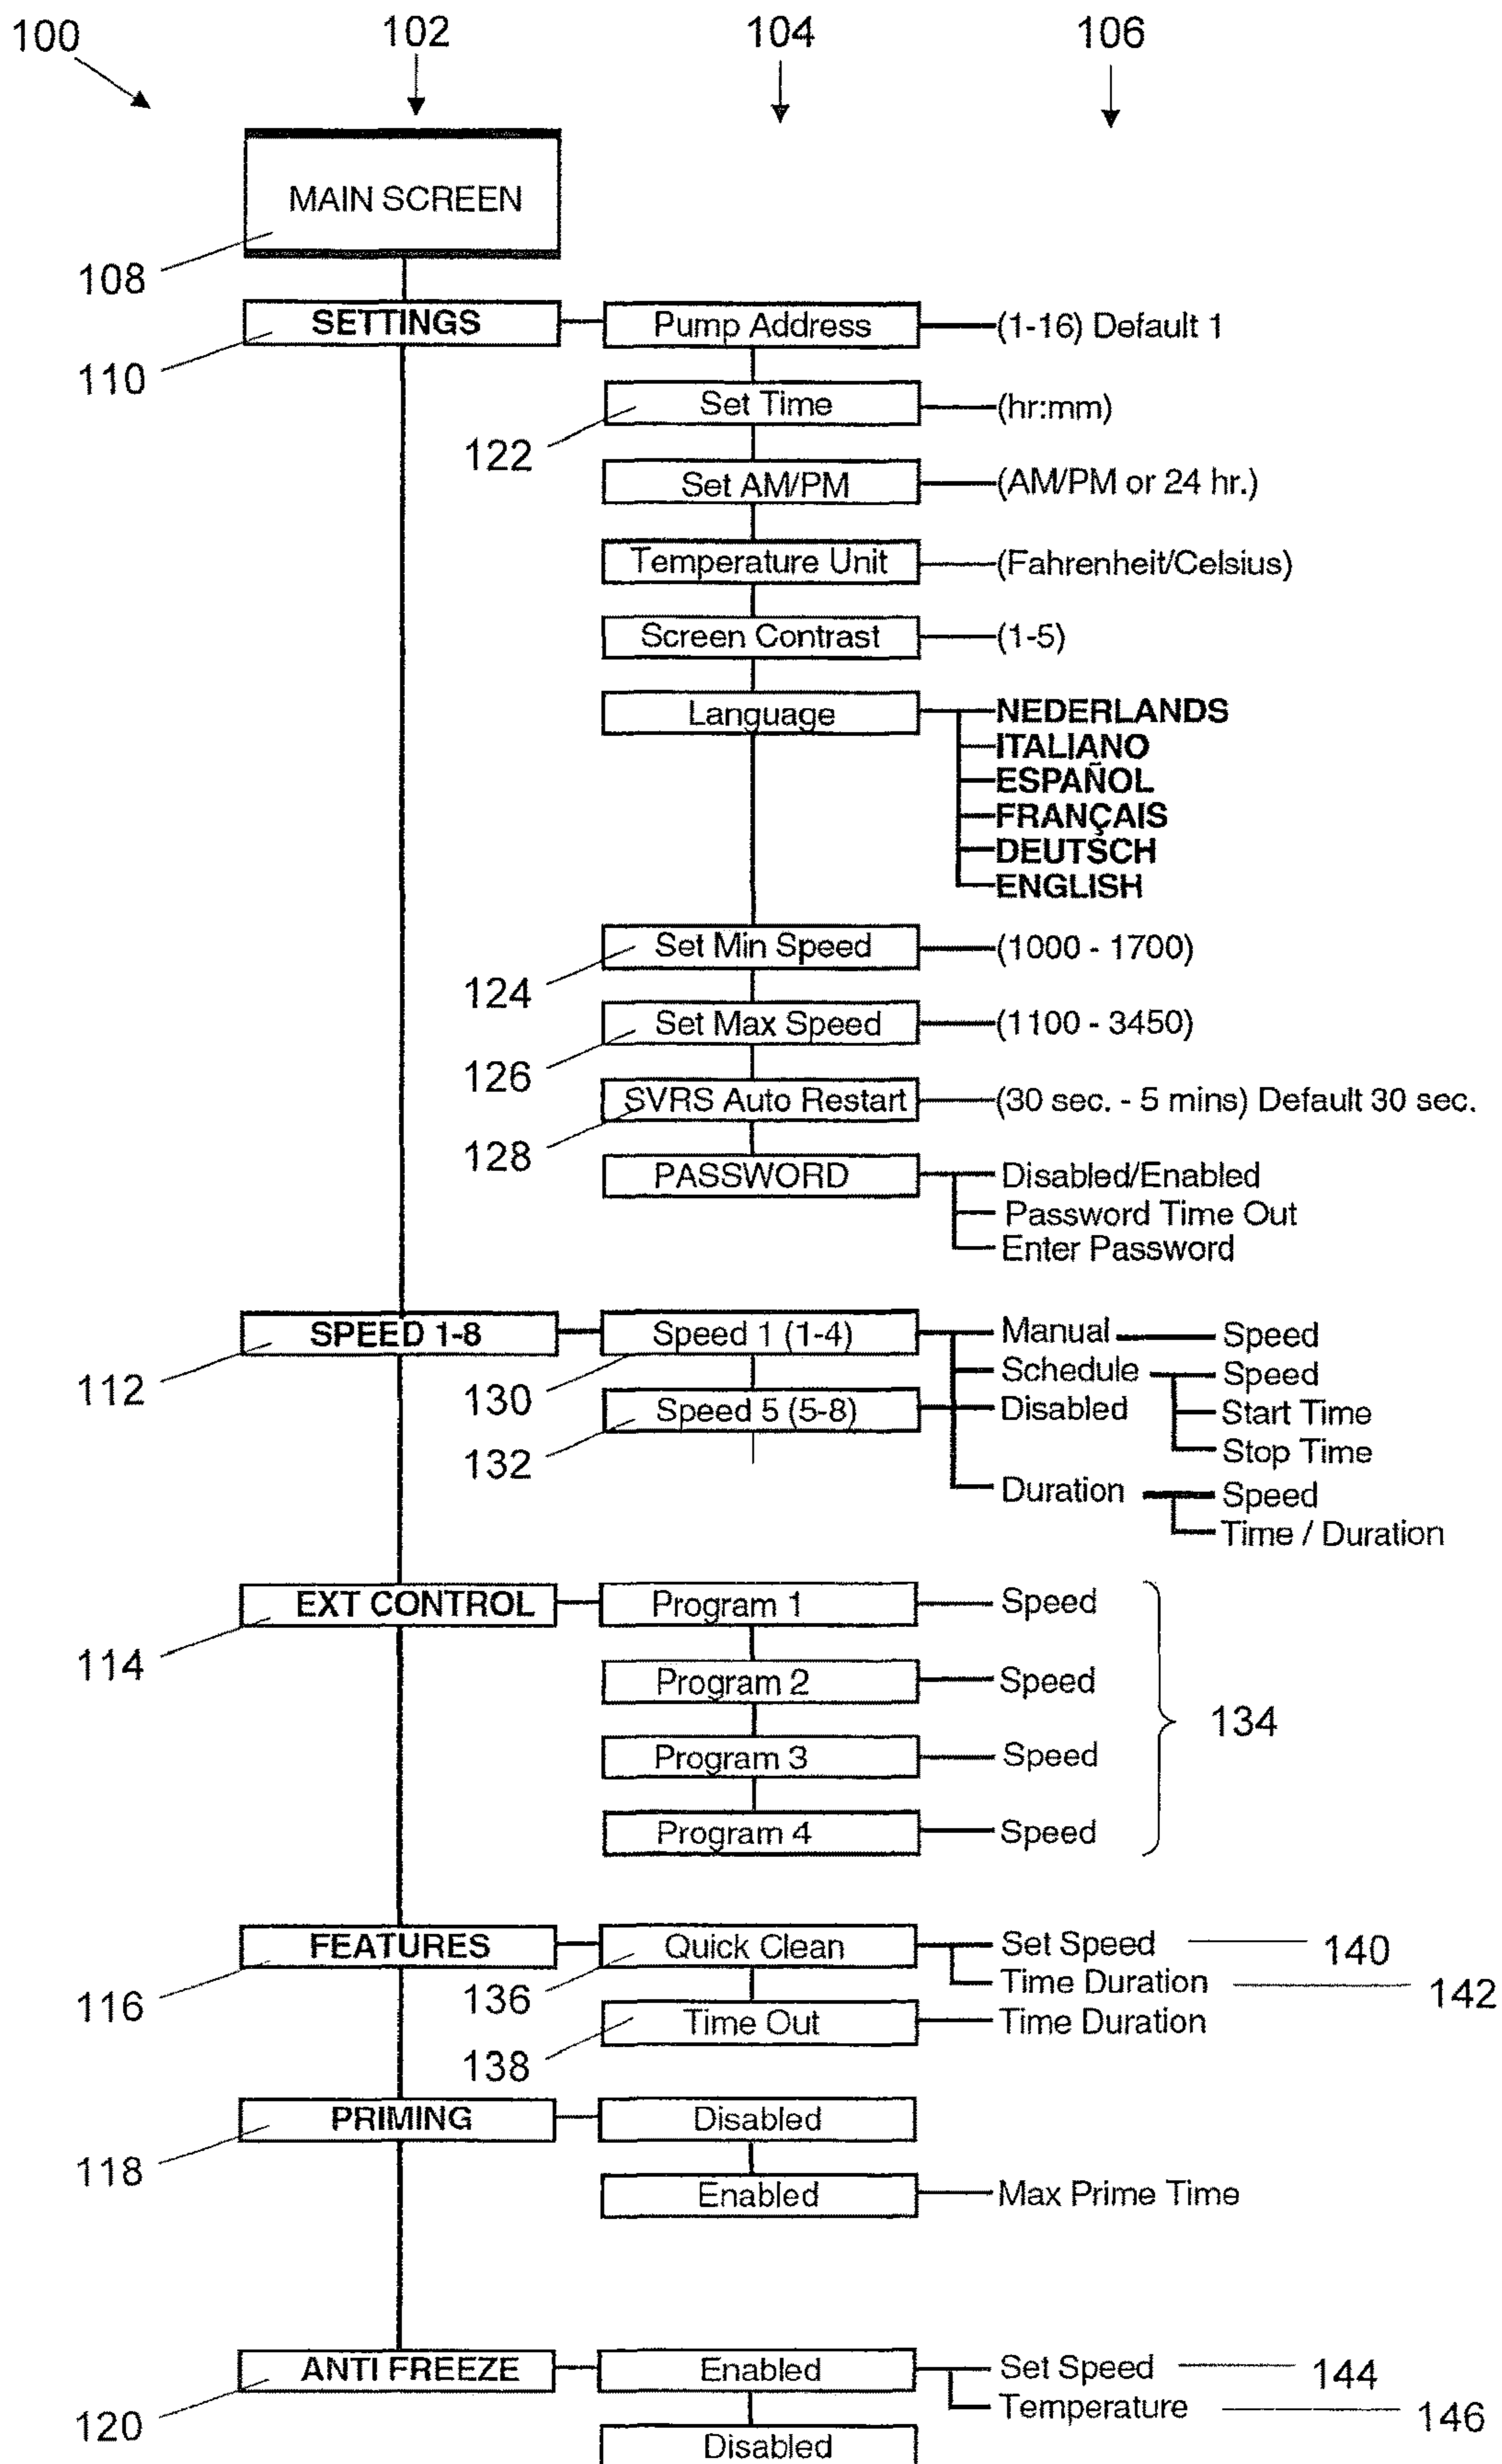 100 102 104 106
MAIN SCREEN
108
SETTINGS Pump Address (1-16) Default 1
110
Set Time (hr:mm)
122
Set AM/PM (AM/PM or 24 hr.)
Temperature Unit (Fahrenheit/Celsius)
Screen Contrast (1-5)
Language NEDERLANDS
ITALIANO
ESPAÑOL
FRANÇAIS
DEUTSCH
ENGLISH
Set Min Speed (1000 - 1700)
124
Set Max Speed (1100 - 3450)
126
SVRS Auto Restart (30 sec. - 5 mins) Default 30 sec.
128
PASSWORD Disabled/Enabled
Password Time Out
Enter Password
SPEED 1-8 Speed 1 (1-4) Manual Speed
Schedule Speed
112 130
Speed 5 (5-8) Disabled Start Time
132 Stop Time
Duration Speed
Time / Duration
EXT CONTROL Program 1 Speed
114
Program 2 Speed
134
Program 3 Speed
Program 4 Speed
FEATURES Quick Clean Set Speed 140
116 136 Time Duration 142
Time Out Time Duration
138
PRIMING Disabled
118
Enabled Max Prime Time
ANTI FREEZE Enabled Set Speed 144
120 Temperature 146
Disabled